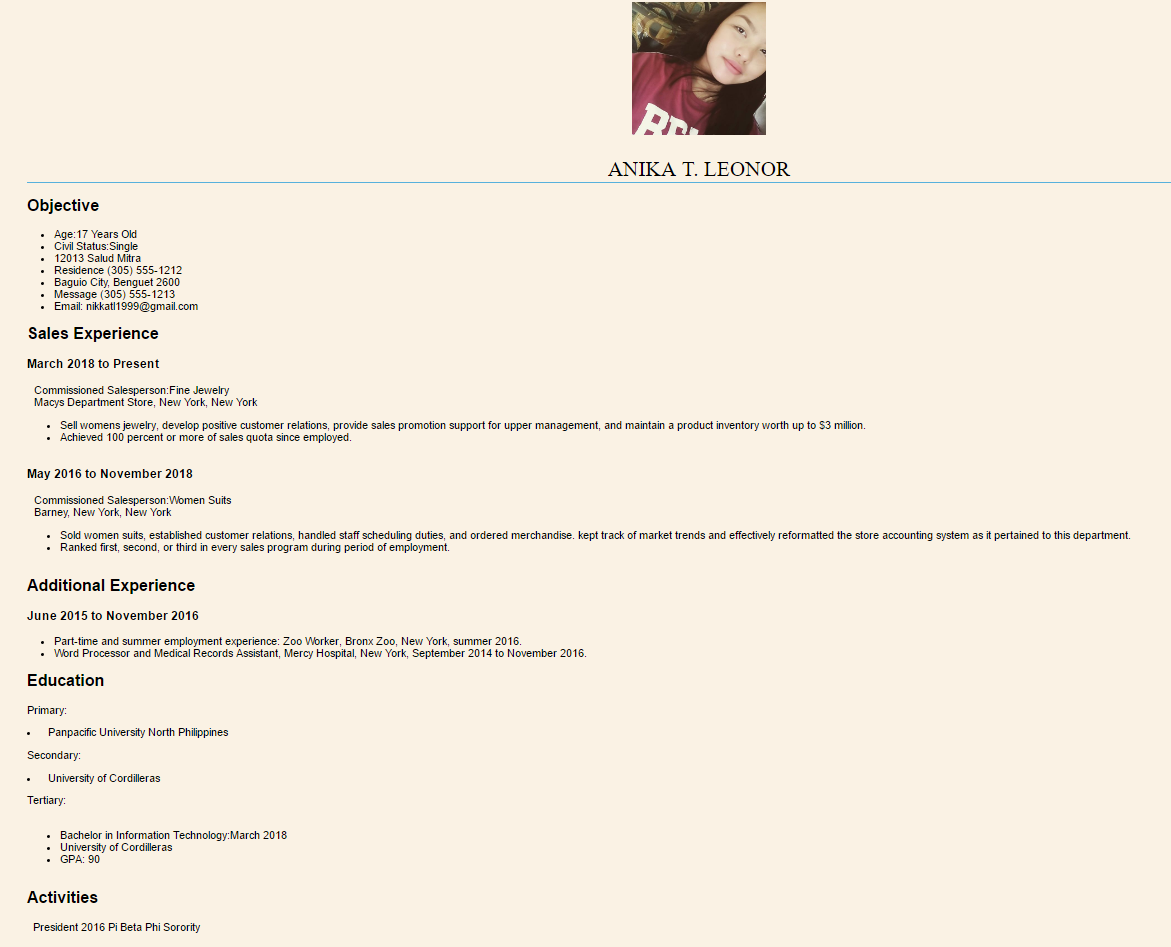 ANIKA T. LEONOR
Objective
Age:17 Years Old
Civil Status:Single
12013 Salud Mitra
Residence (305) 555-1212
Baguio City, Benguet 2600
Message (305) 555-1213
Email: nikkatl1999@gmail.com
Sales Experience
March 2018 to Present
Commissioned Salesperson:Fine Jewelry
Macys Department Store, New York, New York
Sell womens jewelry, develop positive customer relations, provide sales promotion support for upper management, and maintain a product inventory worth up to $3 million.
Achieved 100 percent or more of sales quota since employed.
May 2016 to November 2018
Commissioned Salesperson:Women Suits
Barney, New York, New York
Sold women suits, established customer relations, handled staff scheduling duties, and ordered merchandise. kept track of market trends and effectively reformatted the store accounting system as it pertained to this department.
Ranked first, second, or third in every sales program during period of employment.
Additional Experience
June 2015 to November 2016
Part-time and summer employment experience: Zoo Worker, Bronx Zoo, New York, summer 2016.
Word Processor and Medical Records Assistant, Mercy Hospital, New York, September 2014 to November 2016.
Education
Primary:
Panpacific University North Philippines
Secondary:
University of Cordilleras
Tertiary:
Bachelor in Information Technology:March 2018
University of Cordilleras
GPA: 90
Activities
President 2016 Pi Beta Phi Sorority